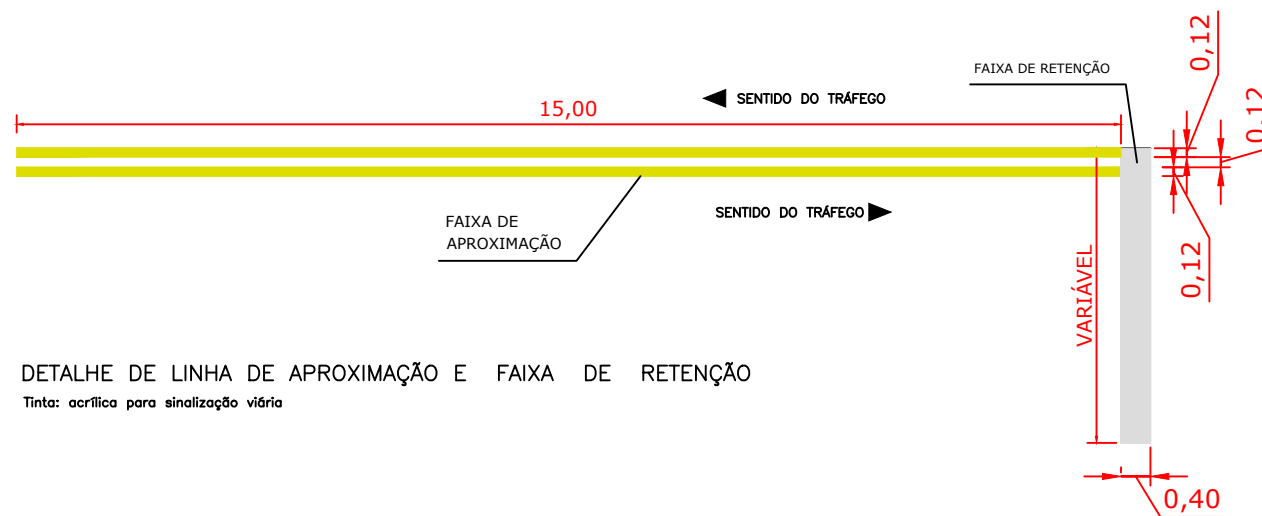 0,12
FAIXA DE RETENÇÃO
SENTIDO DO TRÁFEGO
15,00
0,12
SENTIDO DO TRÁFEGO
FAIXA DE
APROXIMAÇÃO
0,12
VARIÁVEL
DETALHE DE LINHA DE APROXIMAÇÃO E FAIXA DE RETENÇÃO
Tinta: acrílica para sinalização viária
0,40